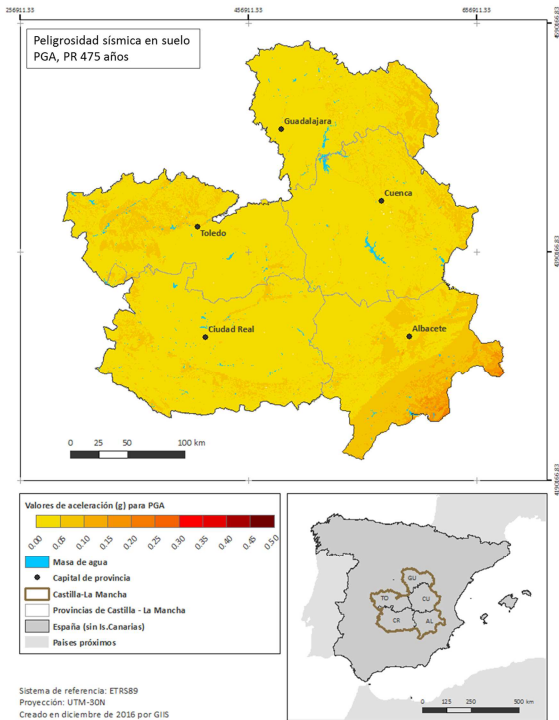 256911.33
456911.33
656911.33
Peligrosidad sísmica en suelo
PGA, PR 475 años
Guadalajara
Cuenca
Toledo
Ciudad Real
Albacete
0 25 50 100 km
4390166.83
4190166.83
Valores de aceleración (g) para PGA
0.00 0.05 0.10 0.15 0.20 0.25 0.30 0.35 0.40 0.45 0.50
Masa de agua
Capital de provincia
Castilla-La Mancha
Provincias de Castilla - La Mancha
España (sin Is.Canarias)
Países próximos
GU
TO
CU
CR
AL
0 125 250 500 km
Sistema de referencia: ETRS89
Proyección: UTM-30N
Creado en diciembre de 2016 por GIIS